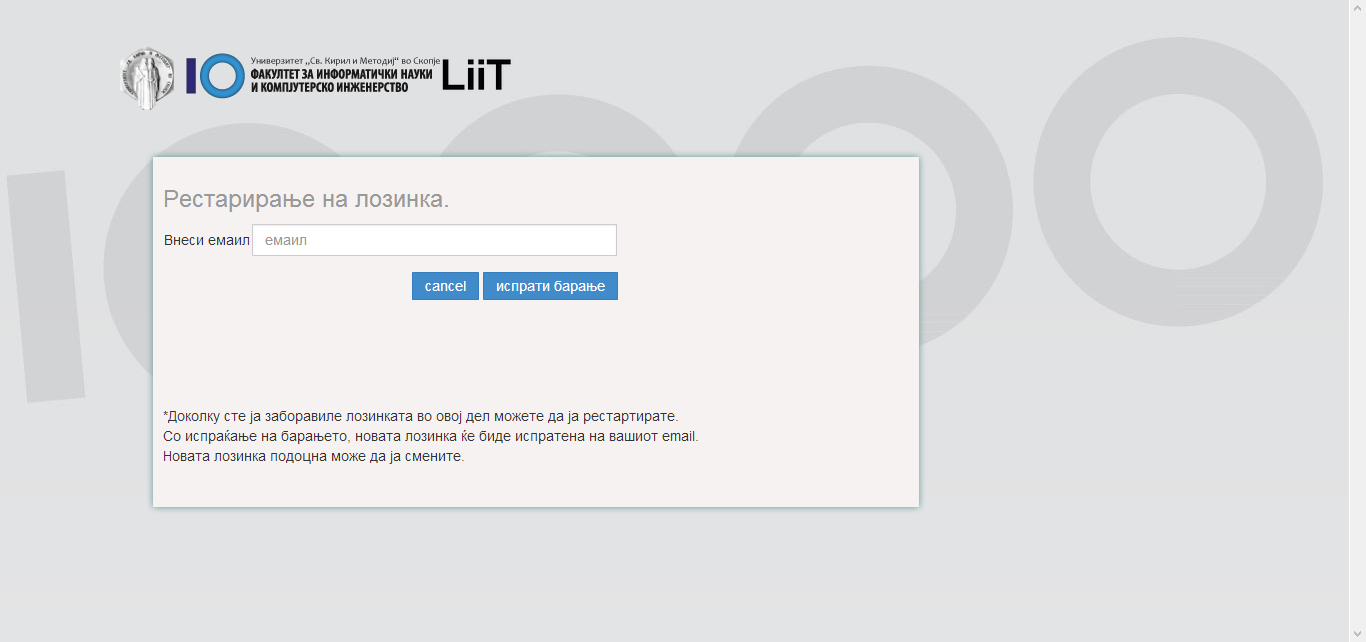 Универзитет ,,Св. Кирил и Методиј“ во Скопје
ФАКУЛТЕТ ЗА ИНФОРМАТИЧКИ НАУКИ
И КОМПЈУТЕРСКО ИНЖЕНЕРСТВО
LiiT
Рестарирање на лозинка.
Внеси емаил
емаил
cancel
испрати барање
*Доколку сте ја заборавиле лозинката во овој дел можете да ја рестартирате.
Со испраќање на барањето, новата лозинка ќе биде испратена на вашиот email.
Новата лозинка подоцна може да ја смените.